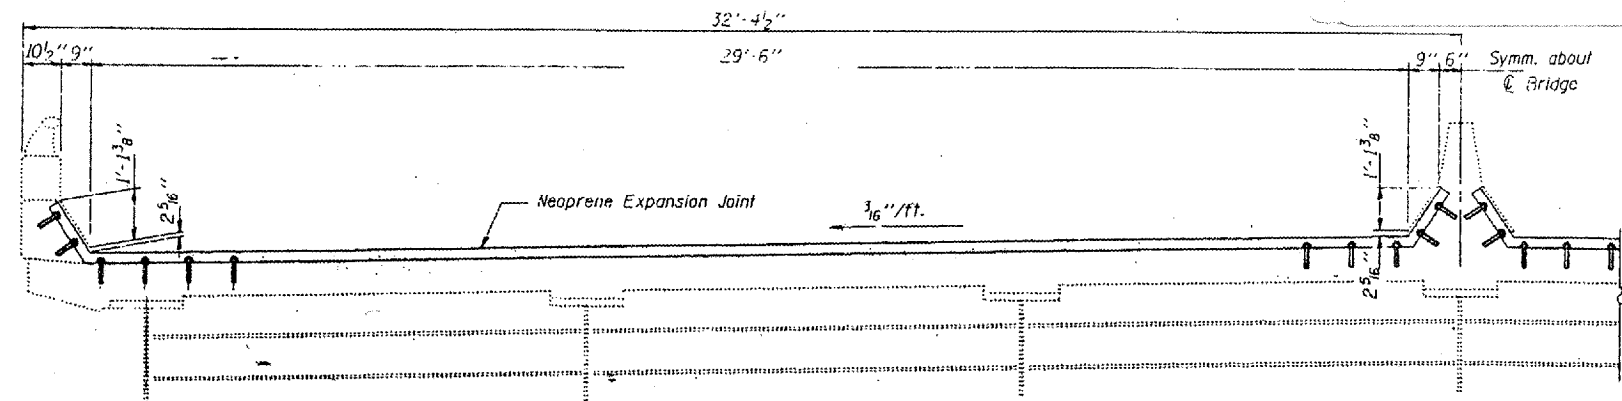 32'-4½"
10½" 9"
29'-6"
9" 6"
Symm. about
℄ Bridge
1'-1⅜"
2 5/16"
Neoprene Expansion Joint
3/16"/ft.
1'-1⅜"
2 5/16"